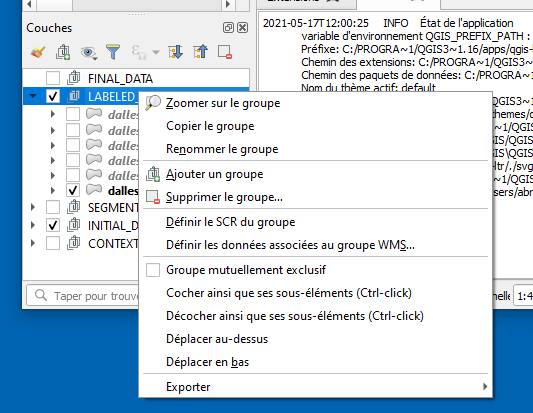 Couches
FINAL_DATA
LABELED_
dalles
dalles
dalles
dalles
dalles
SEGMENT
INITIAL_D
CONTEXT
Taper pour trouve
Zoomer sur le groupe
Copier le groupe
Renommer le groupe
Ajouter un groupe
Supprimer le groupe...
Définir le SCR du groupe
Définir les données associées au groupe WMS...
Groupe mutuellement exclusif
Cocher ainsi que ses sous-éléments (Ctrl-click)
Décocher ainsi que ses sous-éléments (Ctrl-click)
Déplacer au-dessus
Déplacer en bas
Exporter
2021-05-17T12:00:25 INFO État de l'application
variable d'environnement QGIS_PREFIX_PATH :
Préfixe: C:/PROGRA~1/QGIS3~1.16/apps/qgis-l
Chemin des extensions: C:/PROGRA~1/QGIS3~
Chemin des paquets de données: C:/PROGRA~
Nom du thème actif: default
hemes/d
~1/QGIS
GIS/QGIS
GIS\QGIS
~1/QGIS3
ltr/./svg
~1/QGIS3
sers/abr
nelle
1:4